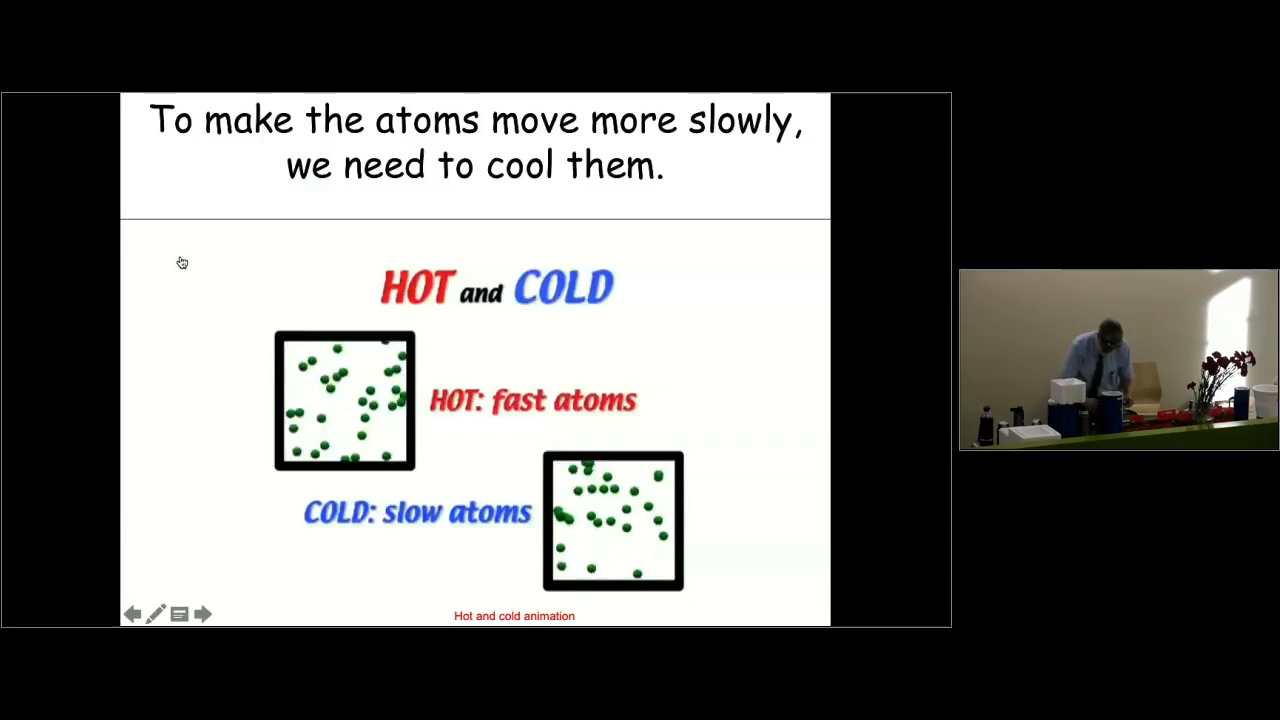 To make the atoms move more slowly,
we need to cool them.
HOT and COLD
HOT: fast atoms
COLD: slow atoms
Hot and cold animation